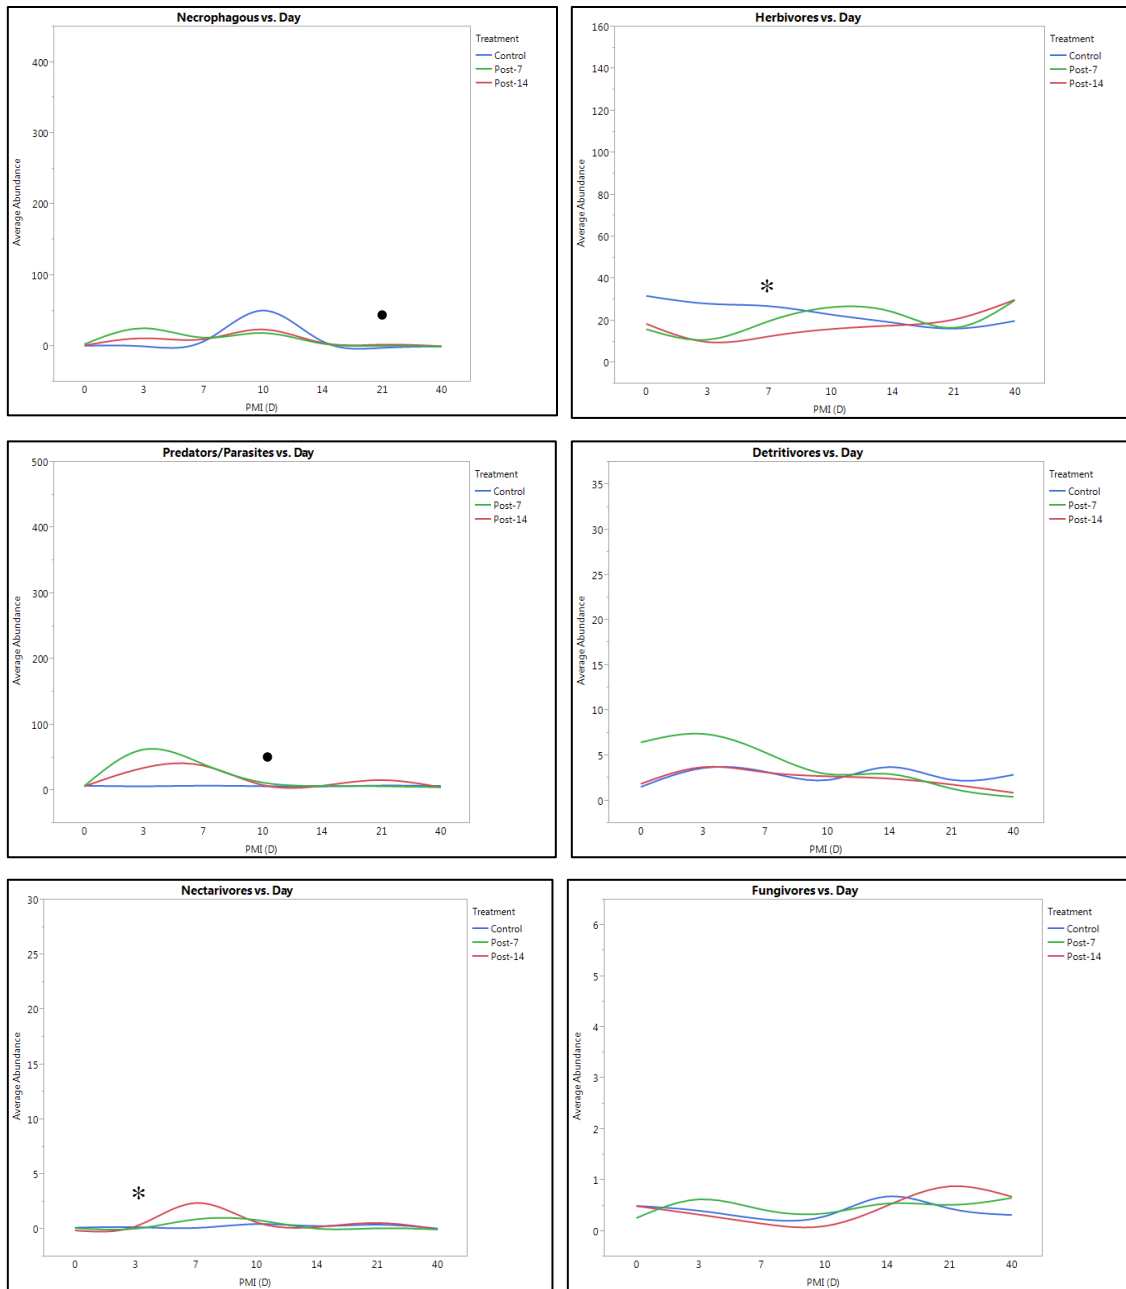 Necrophagous vs. Day
Treatment
Control
Post-7
Post-14
Average Abundance
400
300
200
100
0
0 3 7 10 14 21 40
PMI (D)
Herbivores vs. Day
Treatment
Control
Post-7
Post-14
Average Abundance
160
140
120
100
80
60
40
20
0
*
0 3 7 10 14 21 40
PMI (D)
Predators/Parasites vs. Day
Treatment
Control
Post-7
Post-14
Average Abundance
500
400
300
200
100
0
0 3 7 10 14 21 40
PMI (D)
Detritivores vs. Day
Treatment
Control
Post-7
Post-14
Average Abundance
35
30
25
20
15
10
5
0
0 3 7 10 14 21 40
PMI (D)
Nectarivores vs. Day
Treatment
Control
Post-7
Post-14
Average Abundance
30
25
20
15
10
5
0
*
0 3 7 10 14 21 40
PMI (D)
Fungivores vs. Day
Treatment
Control
Post-7
Post-14
Average Abundance
6
5
4
3
2
1
0
0 3 7 10 14 21 40
PMI (D)